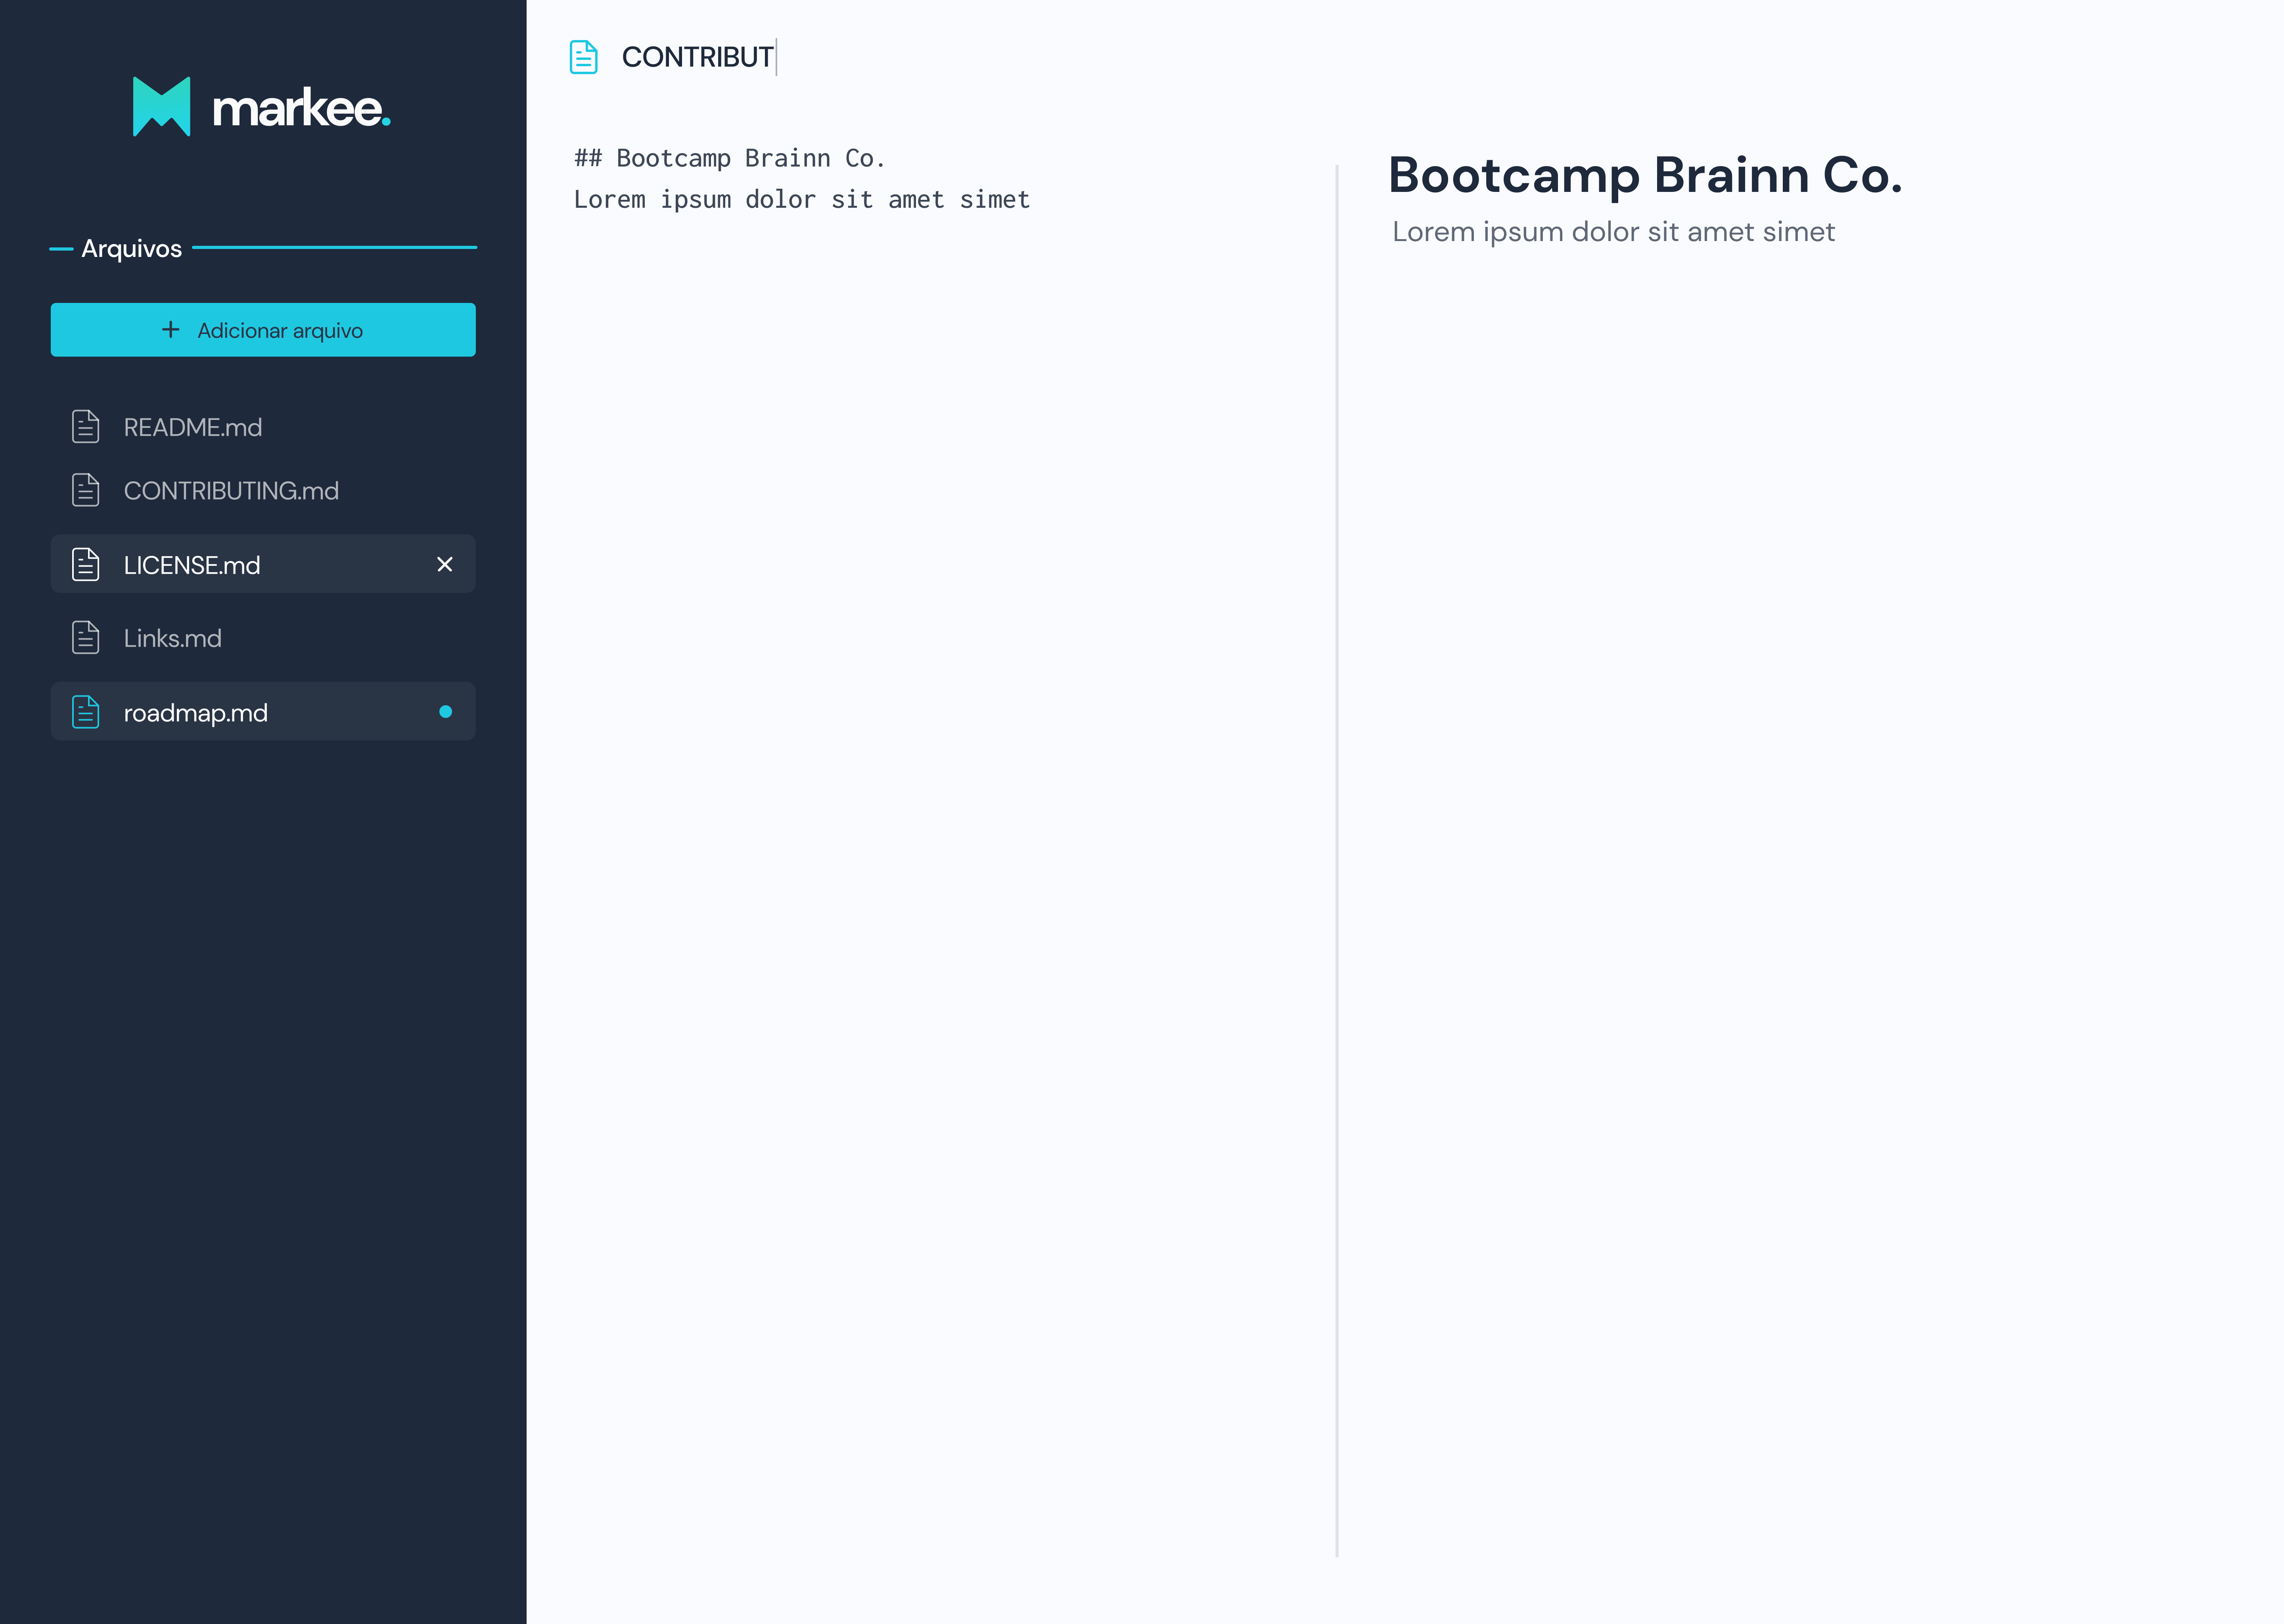 markee.
Arquivos
+ Adicionar arquivo
README.md
CONTRIBUTING.md
LICENSE.md
Links.md
roadmap.md
CONTRIBUT
## Bootcamp Brainn Co.
Lorem ipsum dolor sit amet simet
Bootcamp Brainn Co.
Lorem ipsum dolor sit amet simet